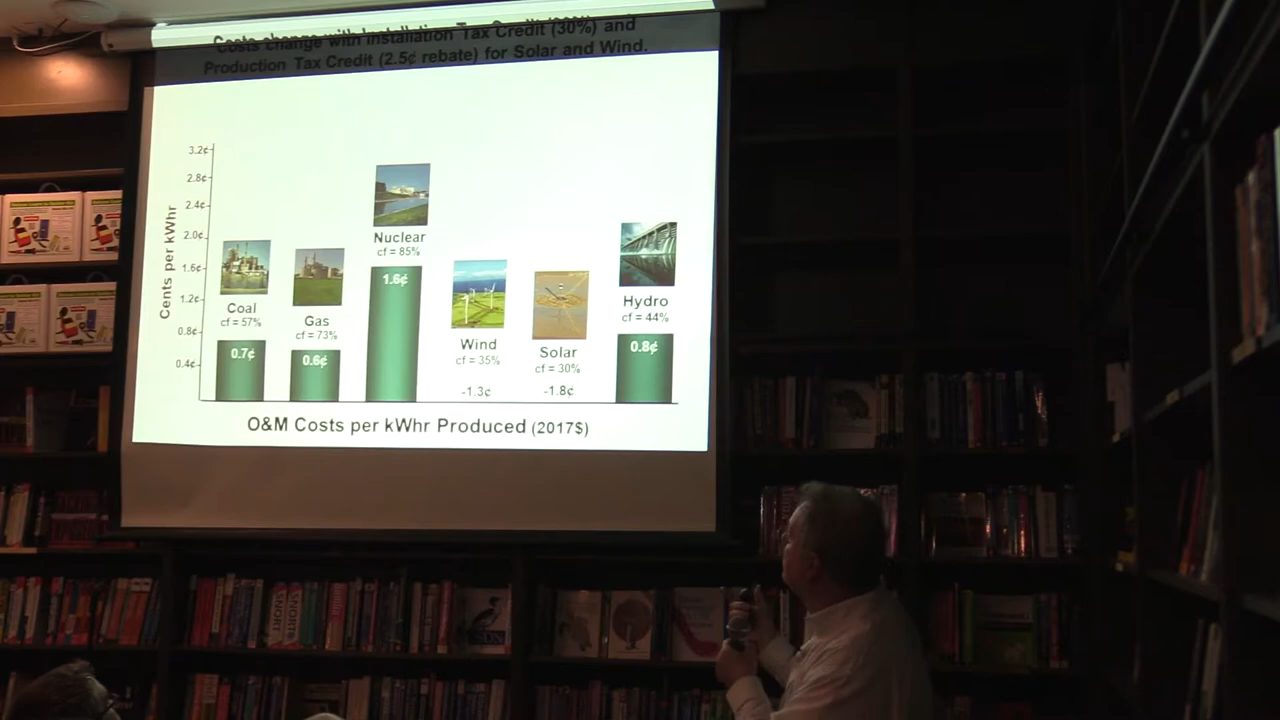 Costs change with Installation Tax Credit (30%) and
Production Tax Credit (2.5¢ rebate) for Solar and Wind.
3.2¢
2.8¢
2.4¢
2.0¢
1.6¢
1.2¢
0.8¢
0.4¢
Cents per kWhr
Coal
cf = 57%
0.7¢
Gas
cf = 73%
0.6¢
Nuclear
cf = 85%
1.6¢
Wind
cf = 35%
-1.3¢
Solar
cf = 30%
-1.8¢
Hydro
cf = 44%
0.8¢
O&M Costs per kWhr Produced (2017$)
SNORT
SNORT